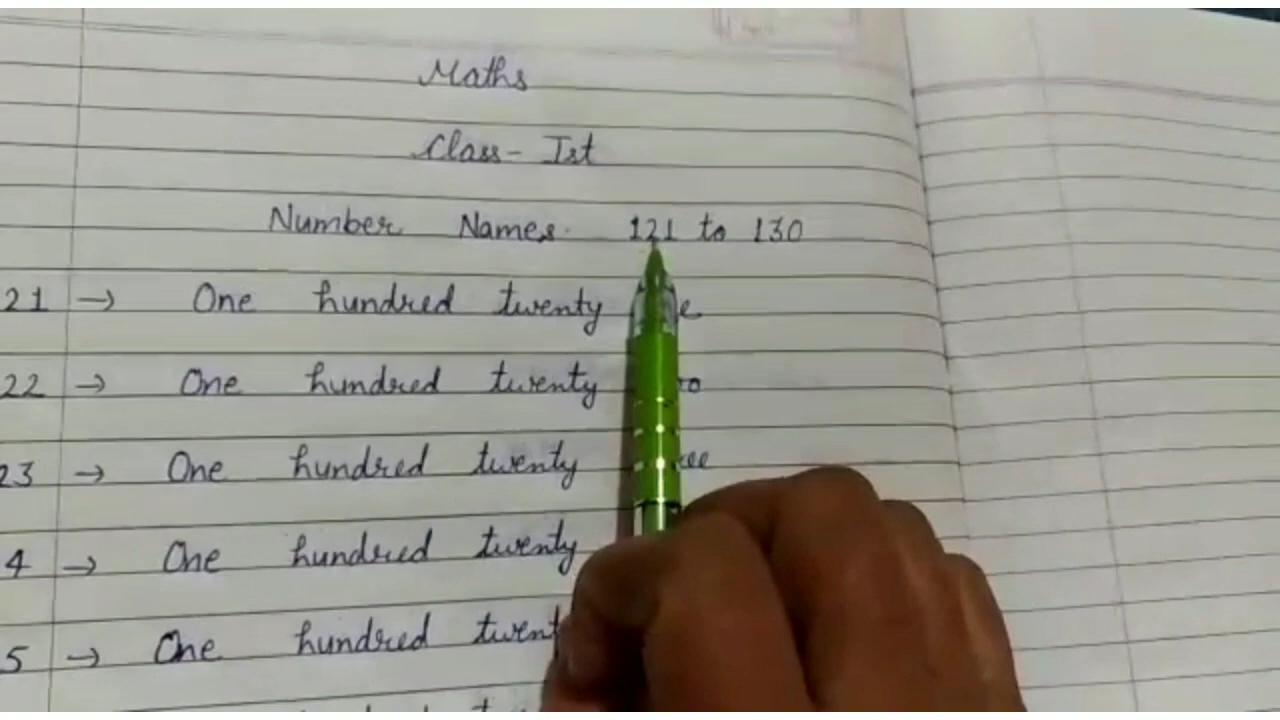 Maths
Class- Ist
Number Names. 121 to 130
21 → One hundred twenty
22 → One hundred twenty
23 → One hundred twenty
4 → One hundred twenty
5 → One hundred